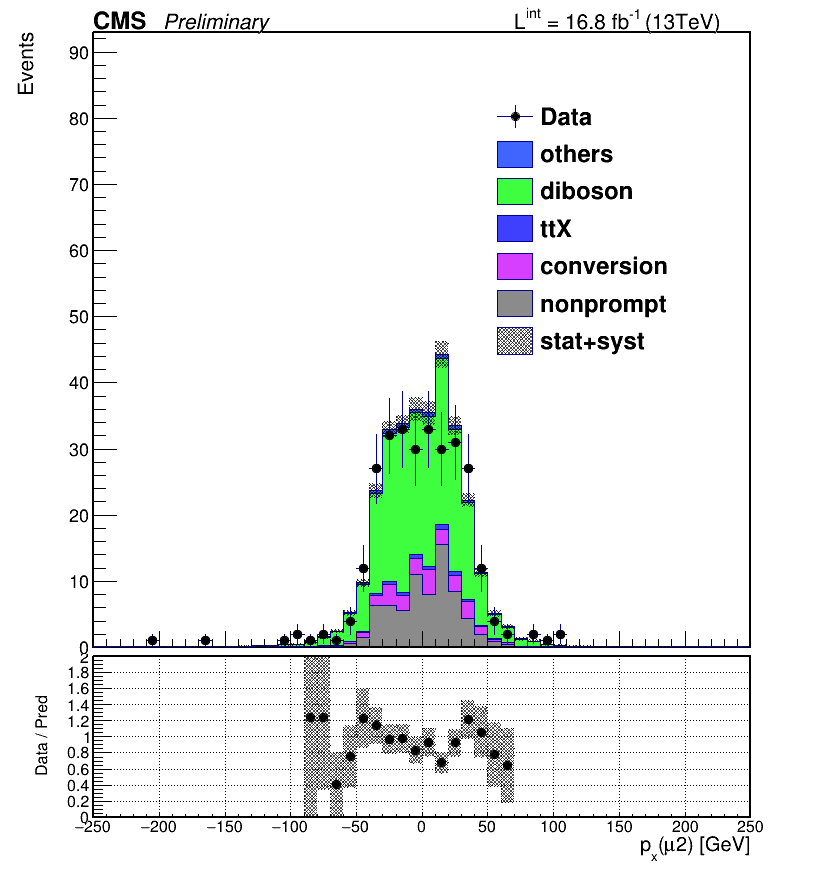 CMS Preliminary L^int = 16.8 fb^-1 (13TeV)
Events
90
80
70
60
50
40
30
20
10
0
Data
others
diboson
ttX
conversion
nonprompt
stat+syst
Data / Pred
2
1.8
1.6
1.4
1.2
1
0.8
0.6
0.4
0.2
0
−250 −200 −150 −100 −50 0 50 100 150 200 250
p_x(μ2) [GeV]